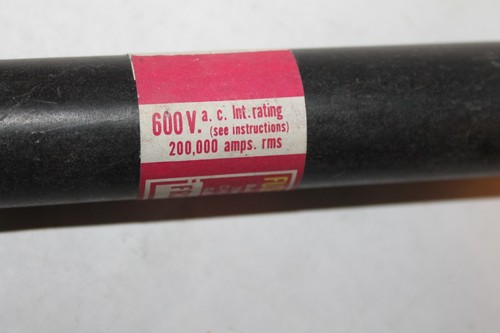 600 V. a. c. Int. rating
(see instructions)
200,000 amps. rms